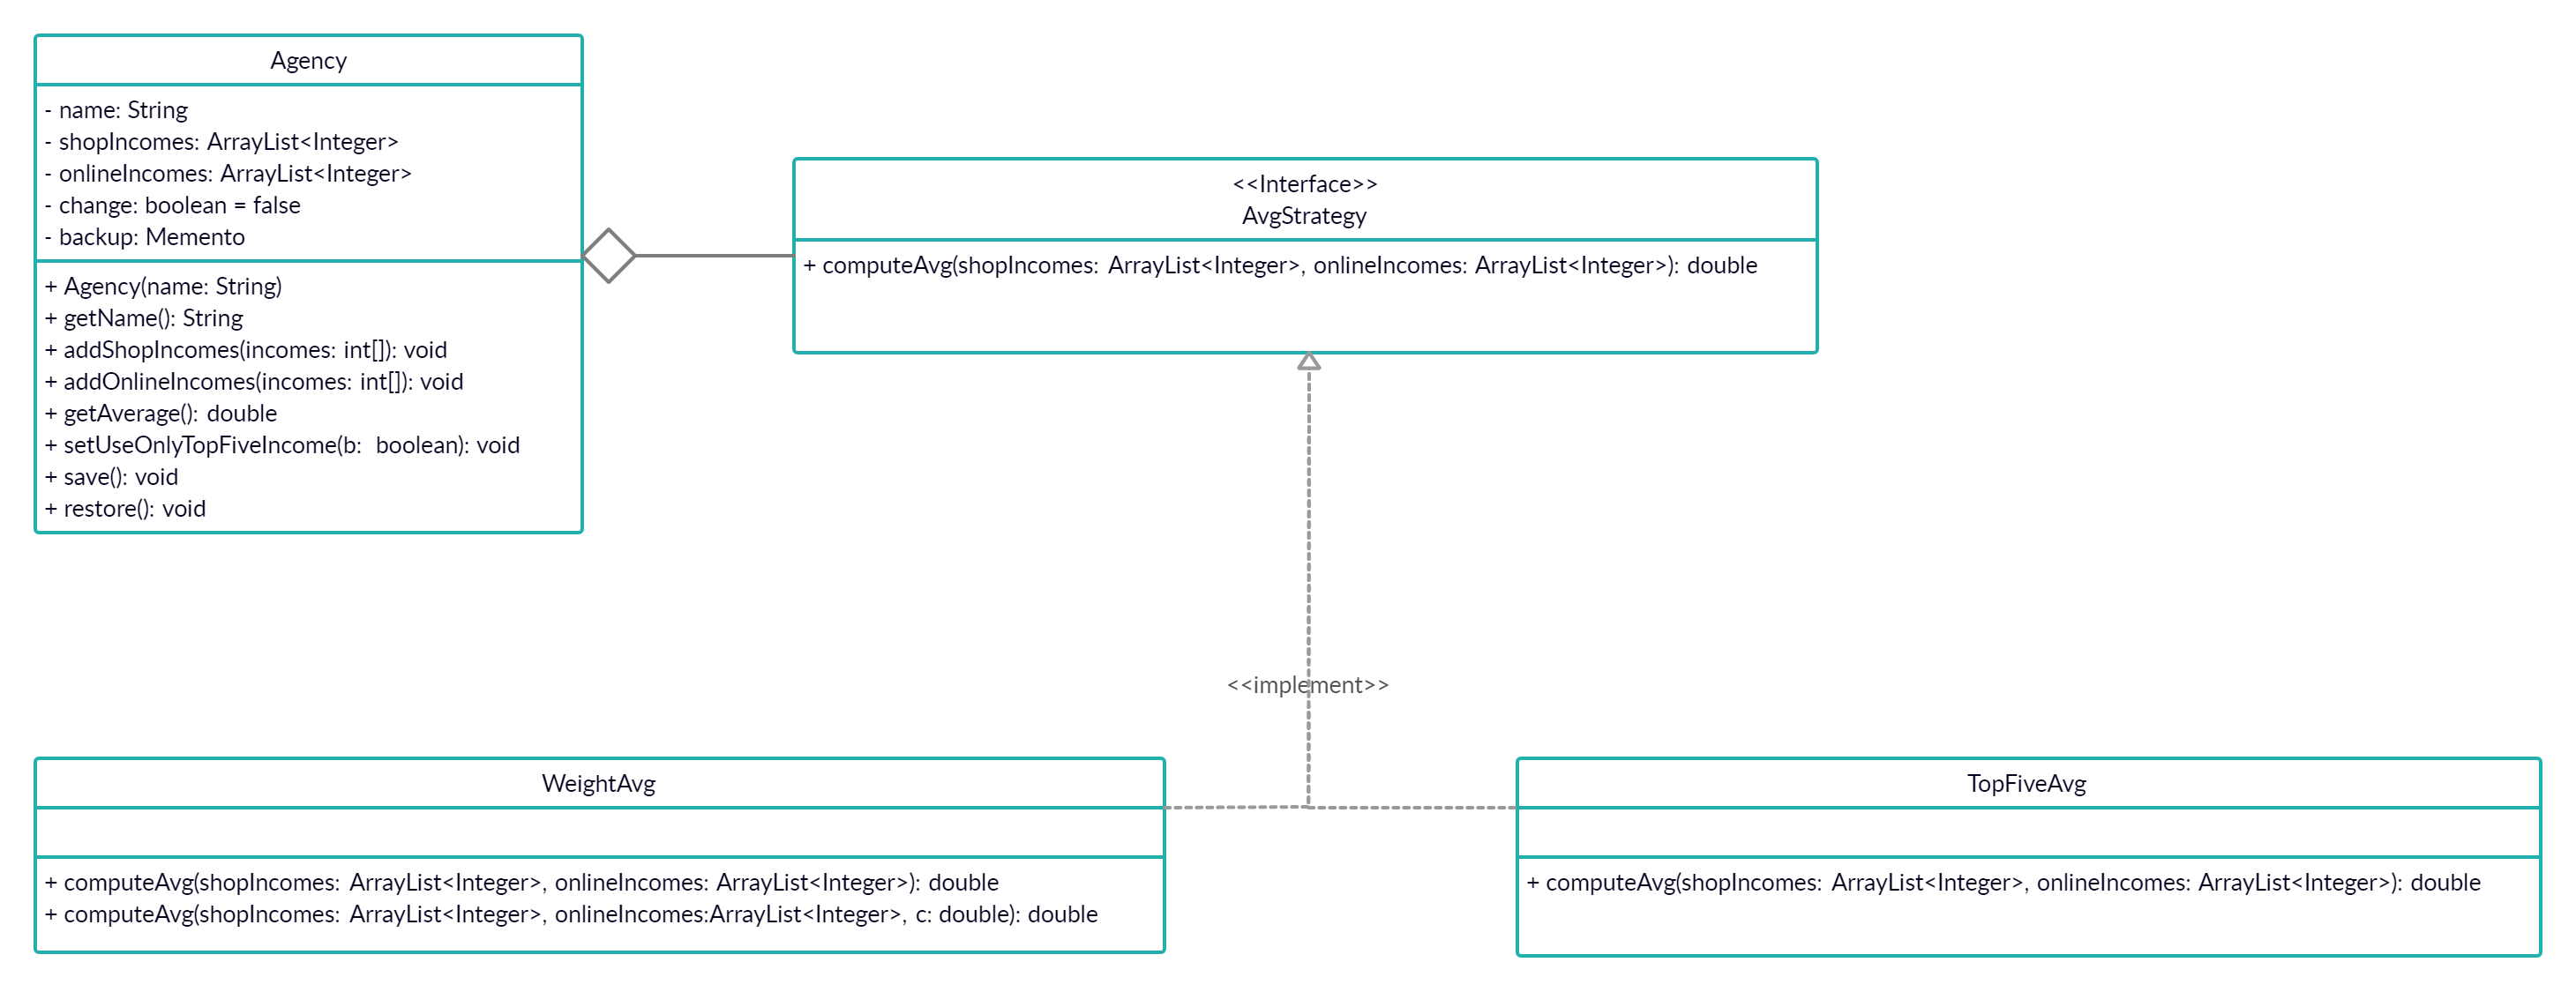 Agency
- name: String
- shopIncomes: ArrayList<Integer>
- onlineIncomes: ArrayList<Integer>
- change: boolean = false
- backup: Memento
+ Agency(name: String)
+ getName(): String
+ addShopIncomes(incomes: int[]): void
+ addOnlineIncomes(incomes: int[]): void
+ getAverage(): double
+ setUseOnlyTopFiveIncome(b: boolean): void
+ save(): void
+ restore(): void
<<Interface>>
AvgStrategy
+ computeAvg(shopIncomes: ArrayList<Integer>, onlineIncomes: ArrayList<Integer>): double
<<implement>>
WeightAvg
+ computeAvg(shopIncomes: ArrayList<Integer>, onlineIncomes: ArrayList<Integer>): double
+ computeAvg(shopIncomes: ArrayList<Integer>, onlineIncomes:ArrayList<Integer>, c: double): double
TopFiveAvg
+ computeAvg(shopIncomes: ArrayList<Integer>, onlineIncomes: ArrayList<Integer>): double